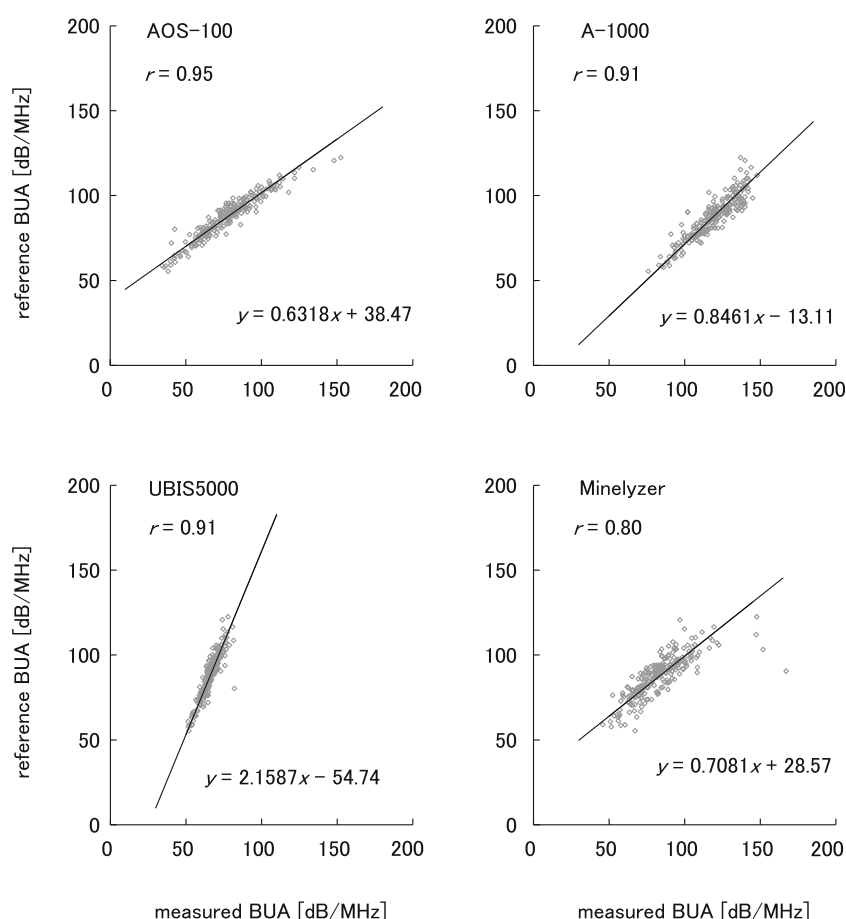 AOS-100
r = 0.95
200
150
100
50
0
0 50 100 150 200
reference BUA [dB/MHz]
y = 0.6318x + 38.47
A-1000
r = 0.91
200
150
100
50
0
0 50 100 150 200
y = 0.8461x − 13.11
UBIS5000
r = 0.91
200
150
100
50
0
0 50 100 150 200
reference BUA [dB/MHz]
y = 2.1587x − 54.74
measured BUA [dB/MHz]
Minelyzer
r = 0.80
200
150
100
50
0
0 50 100 150 200
y = 0.7081x + 28.57
measured BUA [dB/MHz]